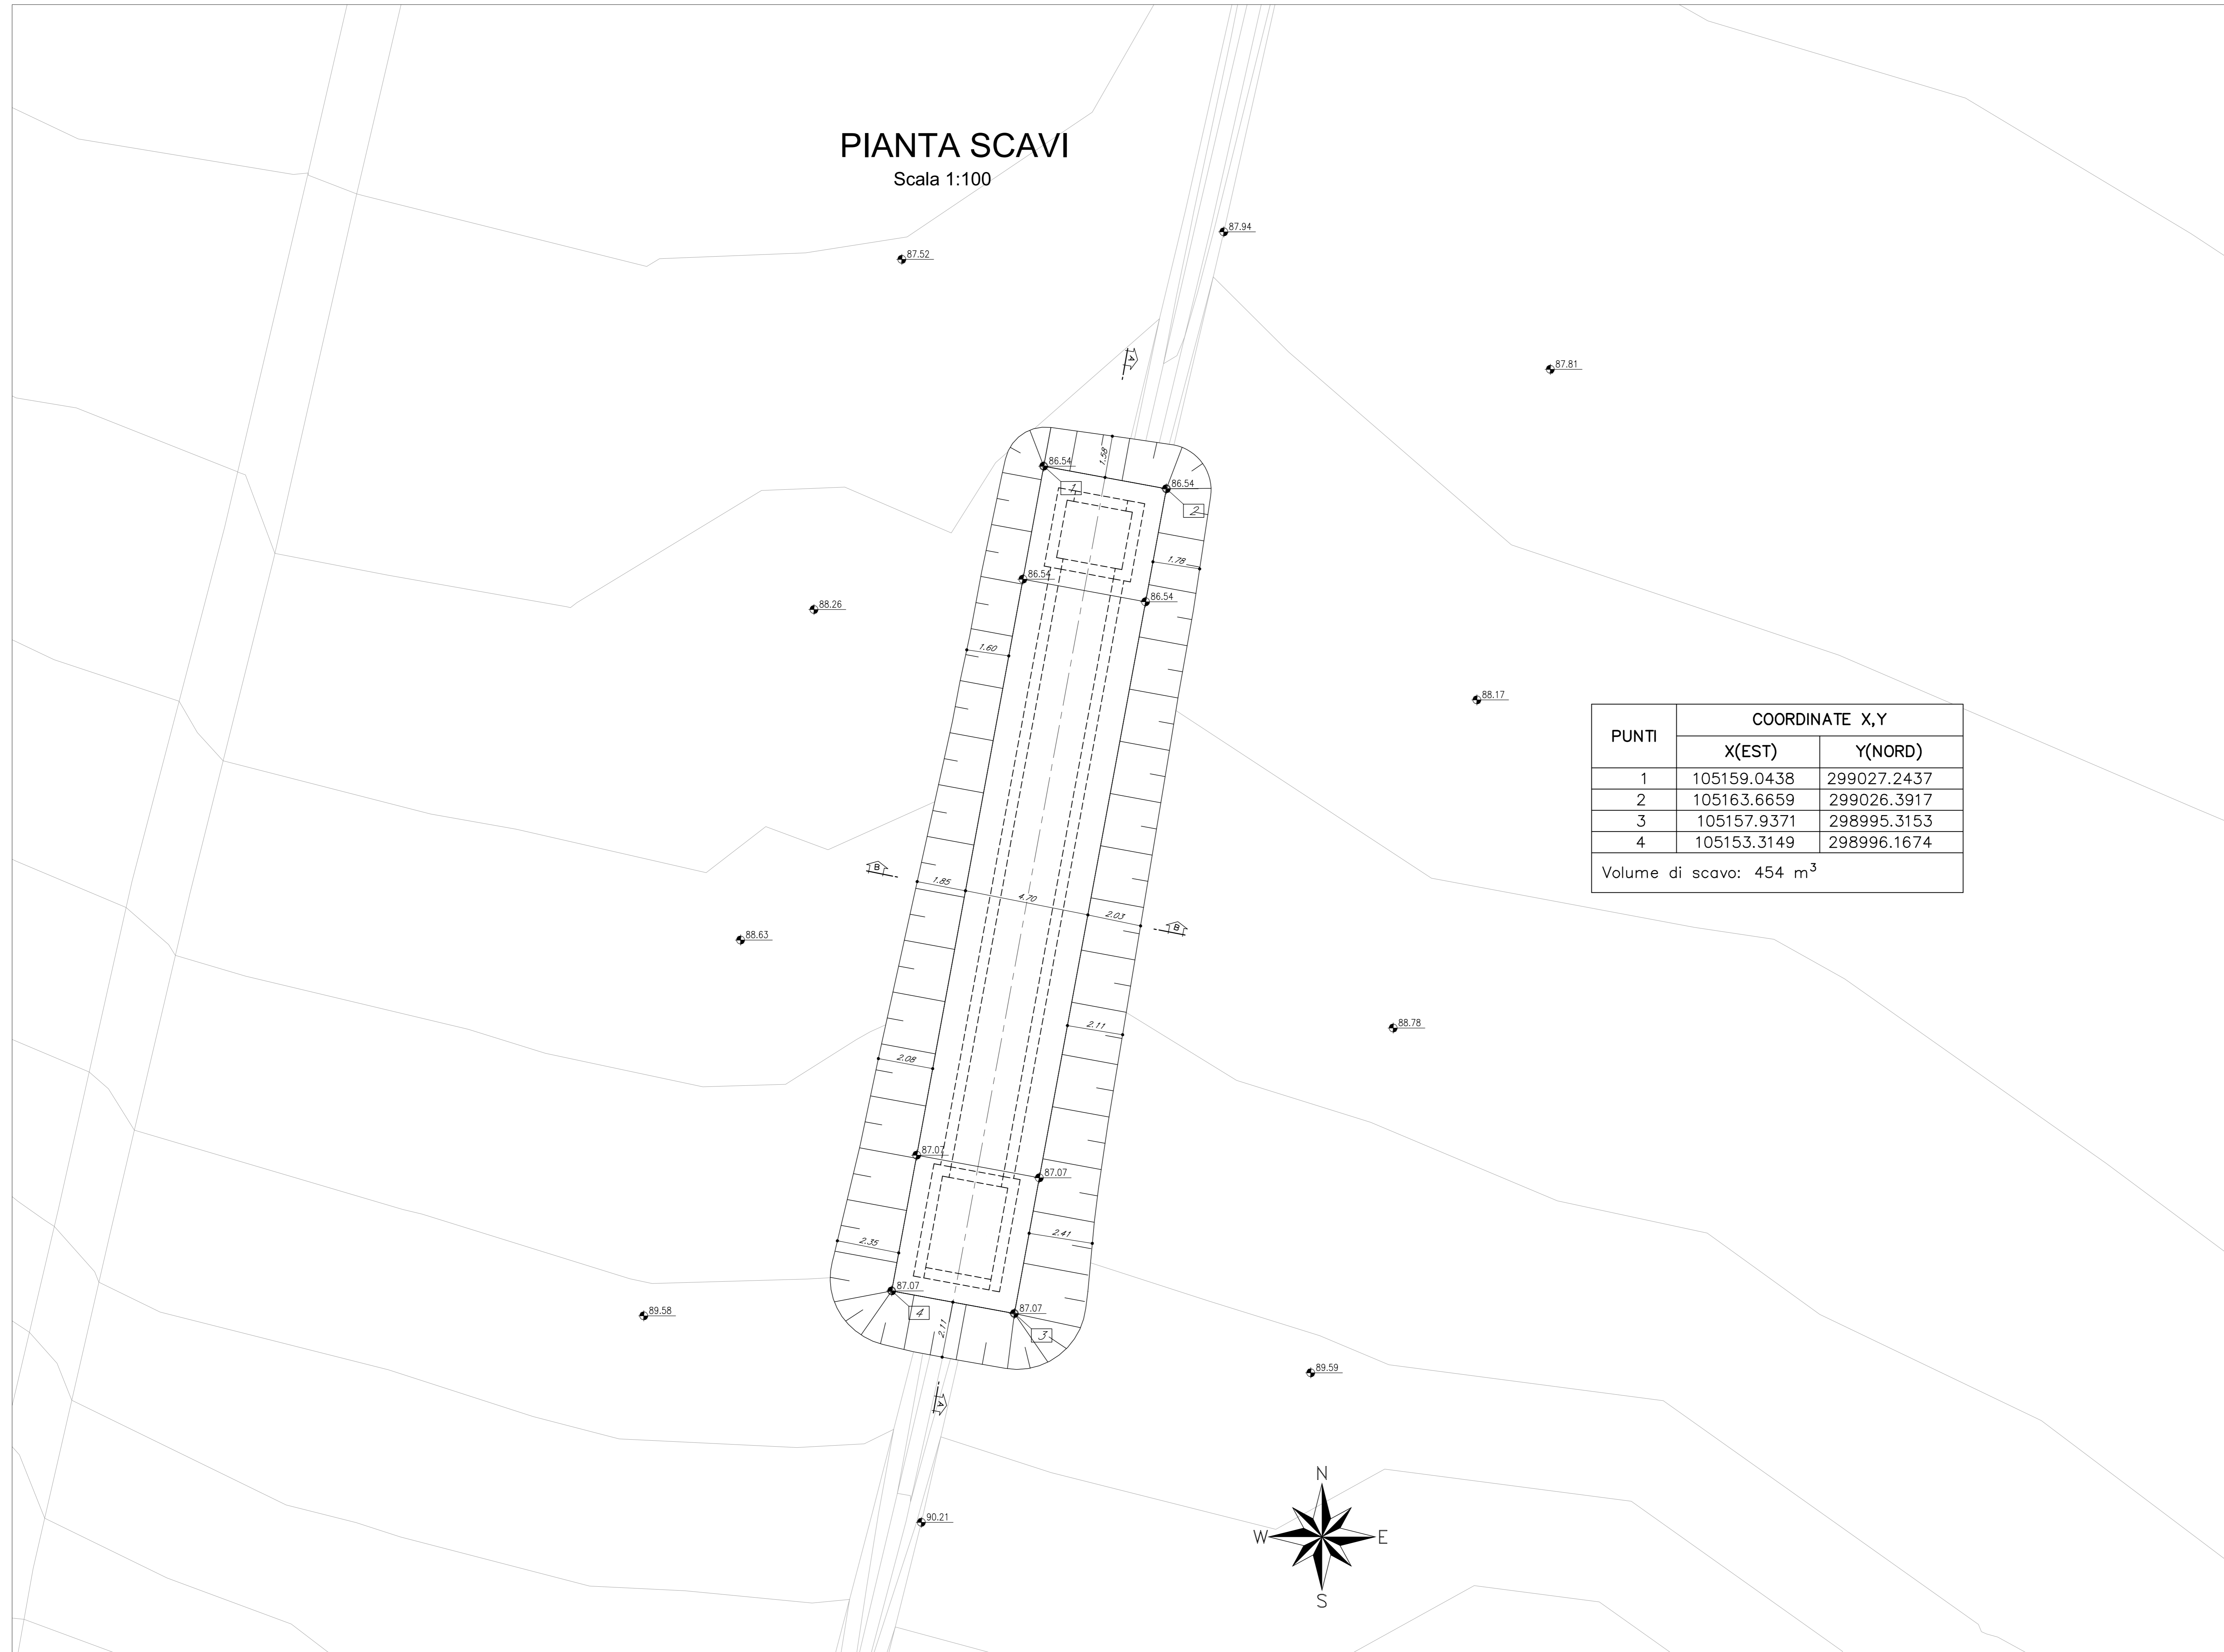 PIANTA SCAVI
Scala 1:100
87.94
87.52
A
87.81
1.58
86.54
1
86.54
2
1.78
86.54
86.54
88.26
1.60
88.17
PUNTI COORDINATE X,Y
X(EST) Y(NORD)
1 105159.0438 299027.2437
2 105163.6659 299026.3917
3 105157.9371 298995.3153
4 105153.3149 298996.1674
Volume di scavo: 454 m³
B
1.85
4.70
2.03
B
88.63
2.11
88.78
2.08
87.07
87.07
2.35
2.41
87.07
4
87.07
3
2.11
89.58
89.59
A
N
W E
S
90.21